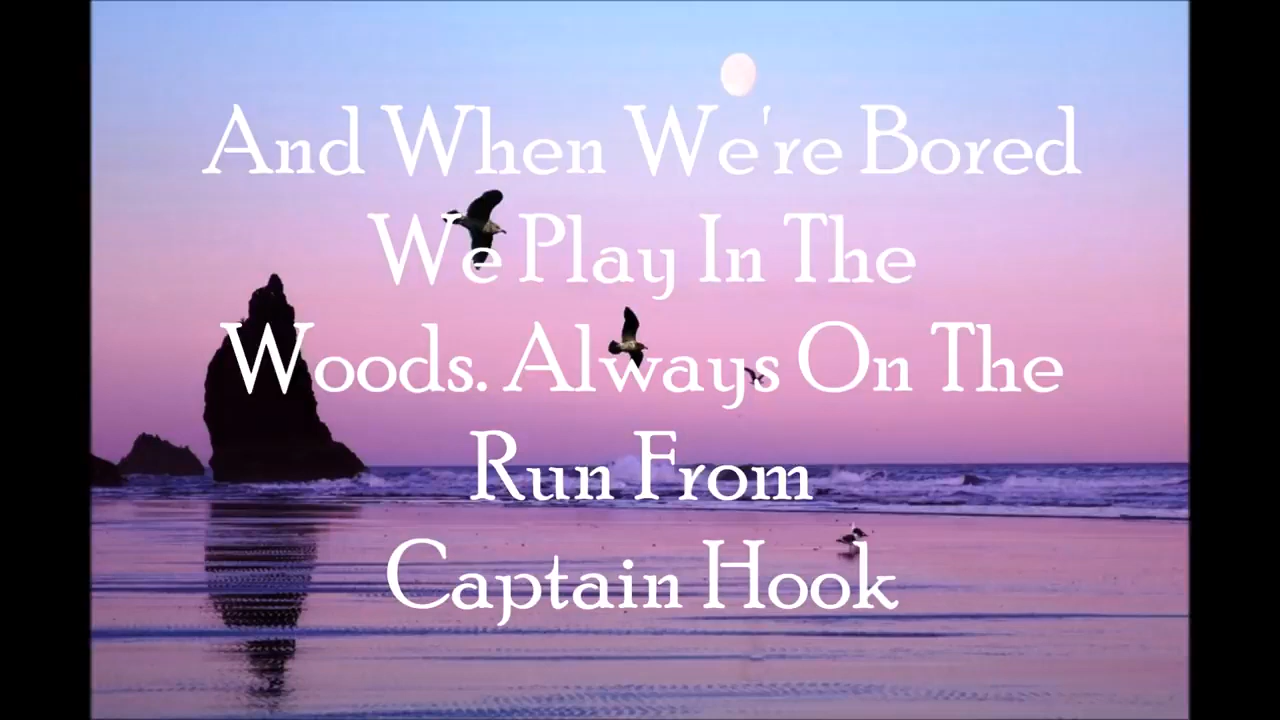 And When We're Bored
We Play In The
Woods. Always On The
Run From
Captain Hook